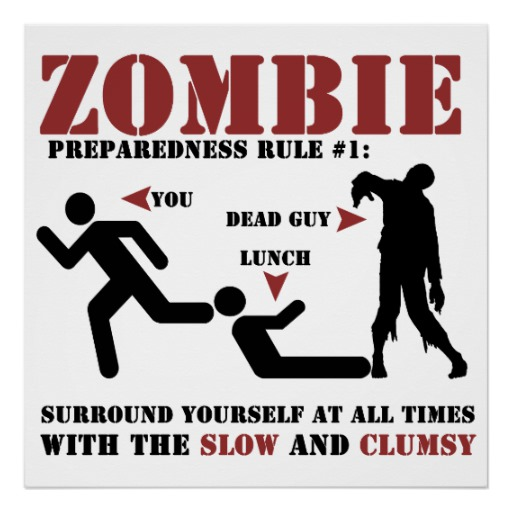 ZOMBIE
PREPAREDNESS RULE #1:
YOU
DEAD GUY
LUNCH
SURROUND YOURSELF AT ALL TIMES
WITH THE SLOW AND CLUMSY